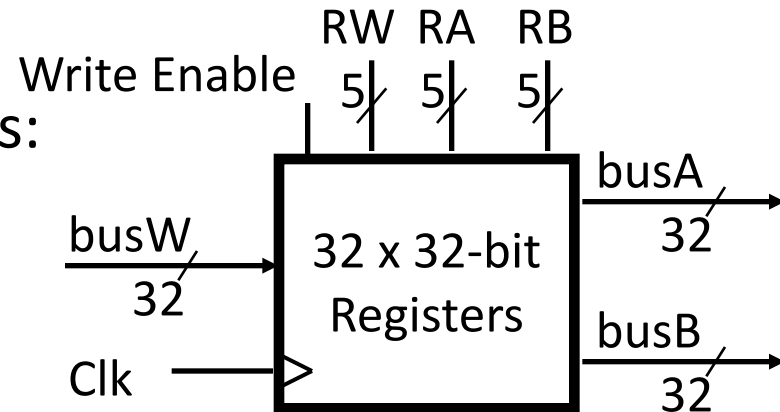 RW RA RB
Write Enable
5 5 5
s:
busA
32
busW
32
32 x 32-bit
Registers
busB
32
Clk